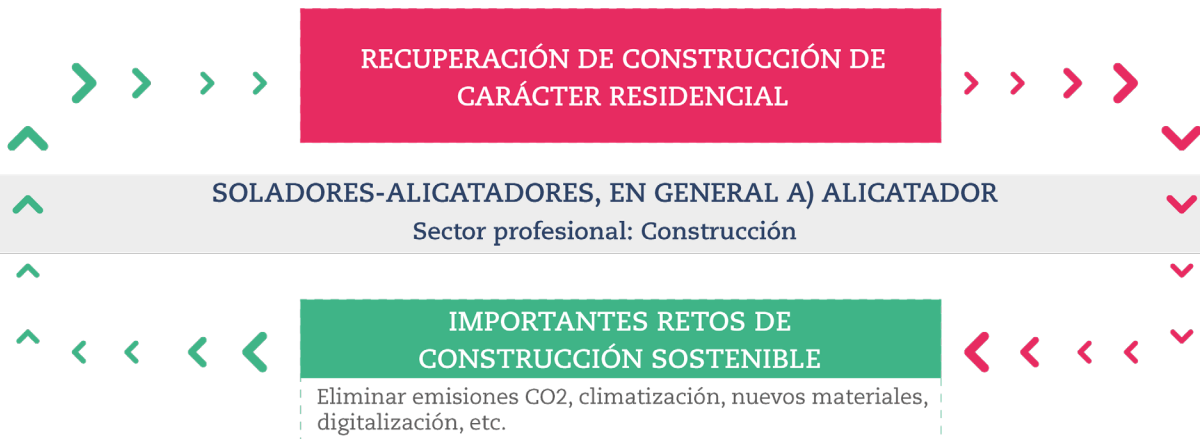 RECUPERACIÓN DE CONSTRUCCIÓN DE
CARÁCTER RESIDENCIAL
SOLADORES-ALICATADORES, EN GENERAL A) ALICATADOR
Sector profesional: Construcción
IMPORTANTES RETOS DE
CONSTRUCCIÓN SOSTENIBLE
Eliminar emisiones CO2, climatización, nuevos materiales,
digitalización, etc.